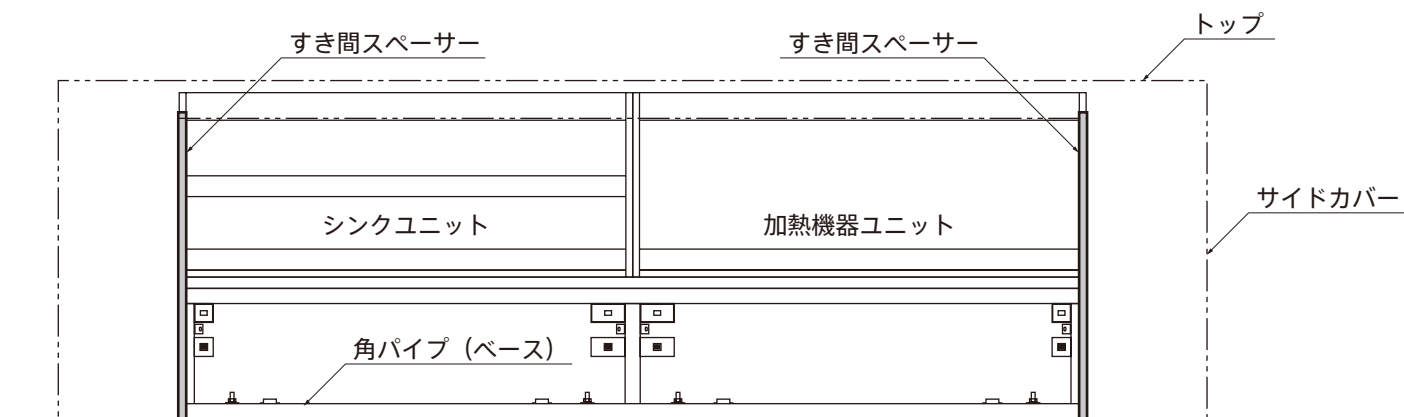 トップ
すき間スペーサー
すき間スペーサー
サイドカバー
シンクユニット
加熱機器ユニット
角パイプ（ベース）